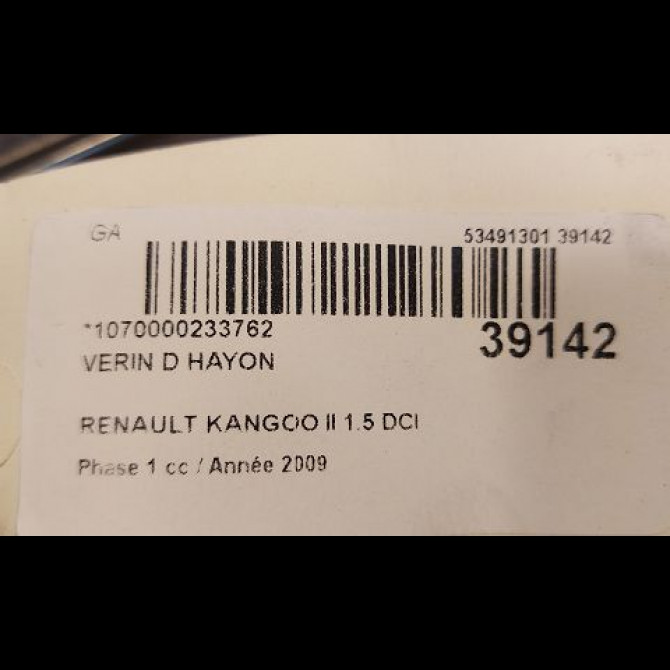 GA 53491301 39142
*1070000233762 39142
VERIN D HAYON
RENAULT KANGOO II 1.5 DCI
Phase 1 cc / Année 2009